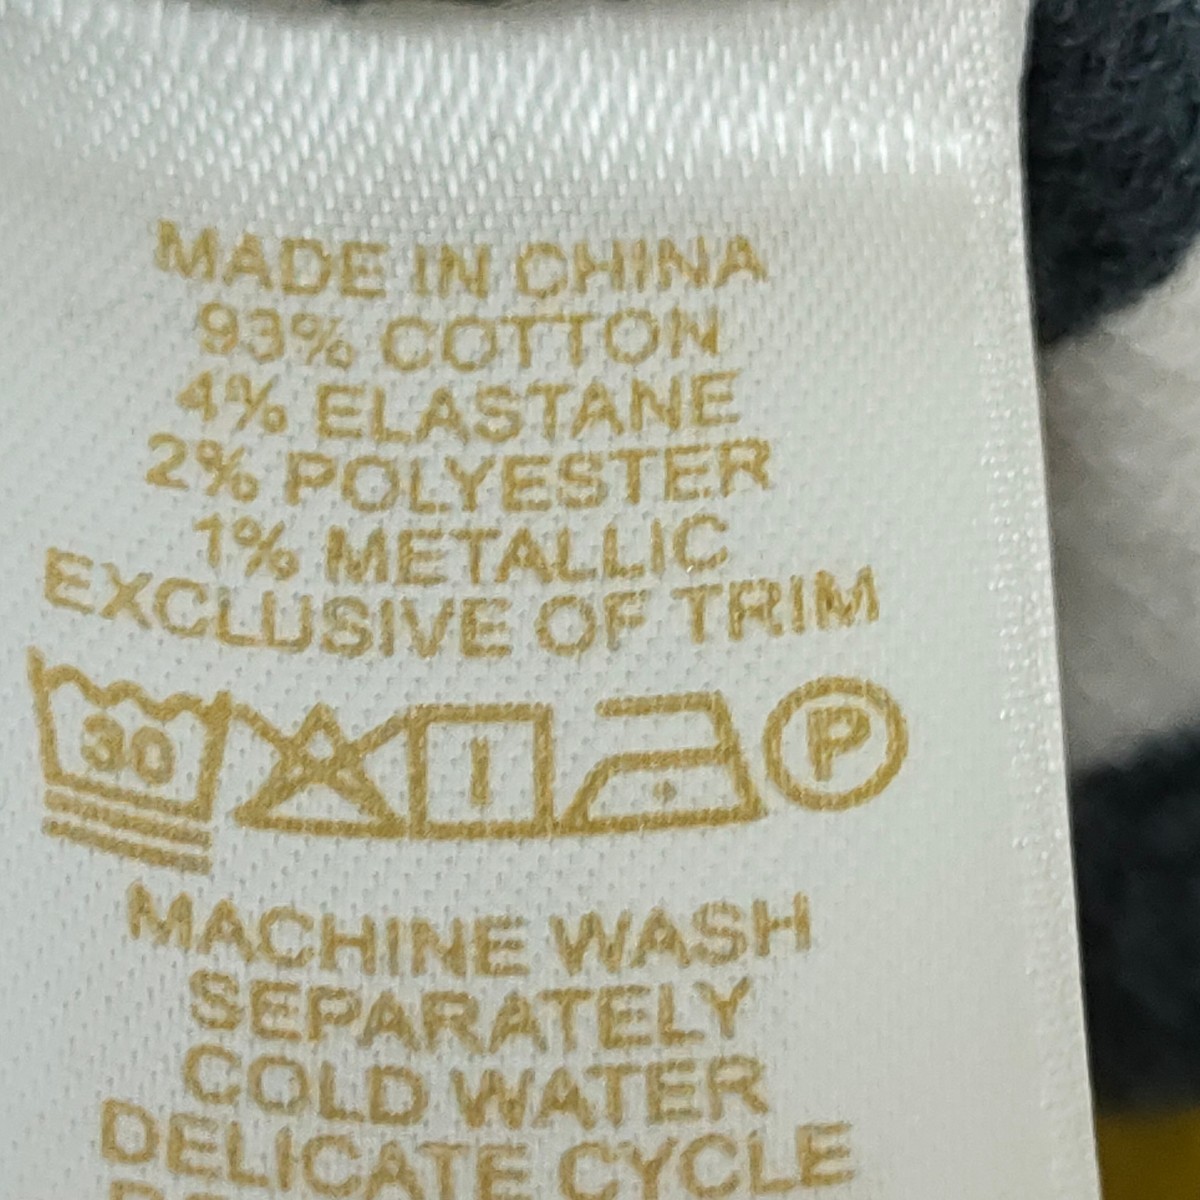 MADE IN CHINA
93% COTTON
4% ELASTANE
2% POLYESTER
1% METALLIC
EXCLUSIVE OF TRIM
30 P
MACHINE WASH
SEPARATELY
COLD WATER
DELICATE CYCLE